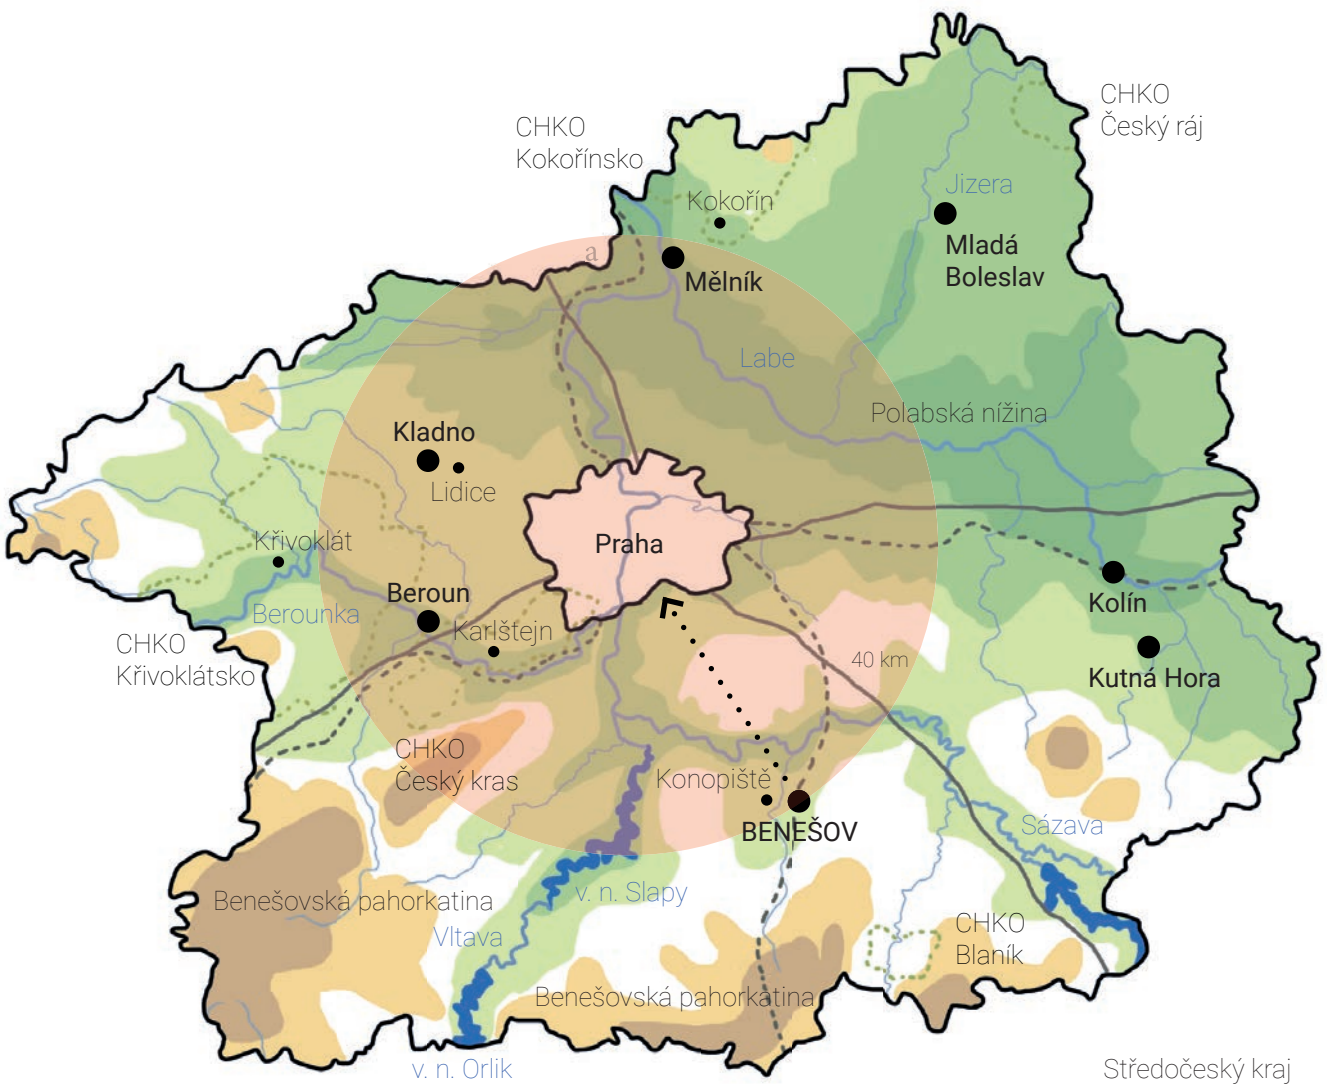 CHKO
Český ráj
CHKO
Kokořínsko
Jizera
Kokořín
Mladá
Boleslav
a
Mělník
Labe
Polabská nížina
Kladno
Lidice
Praha
Křivoklát
Kolín
Beroun
Berounka
Karlštejn
CHKO
Křivoklátsko
40 km
Kutná Hora
CHKO
Český kras
Konopiště
BENEŠOV
Sázava
v. n. Slapy
Benešovská pahorkatina
Vltava
CHKO
Blaník
Benešovská pahorkatina
v. n. Orlik
Středočeský kraj